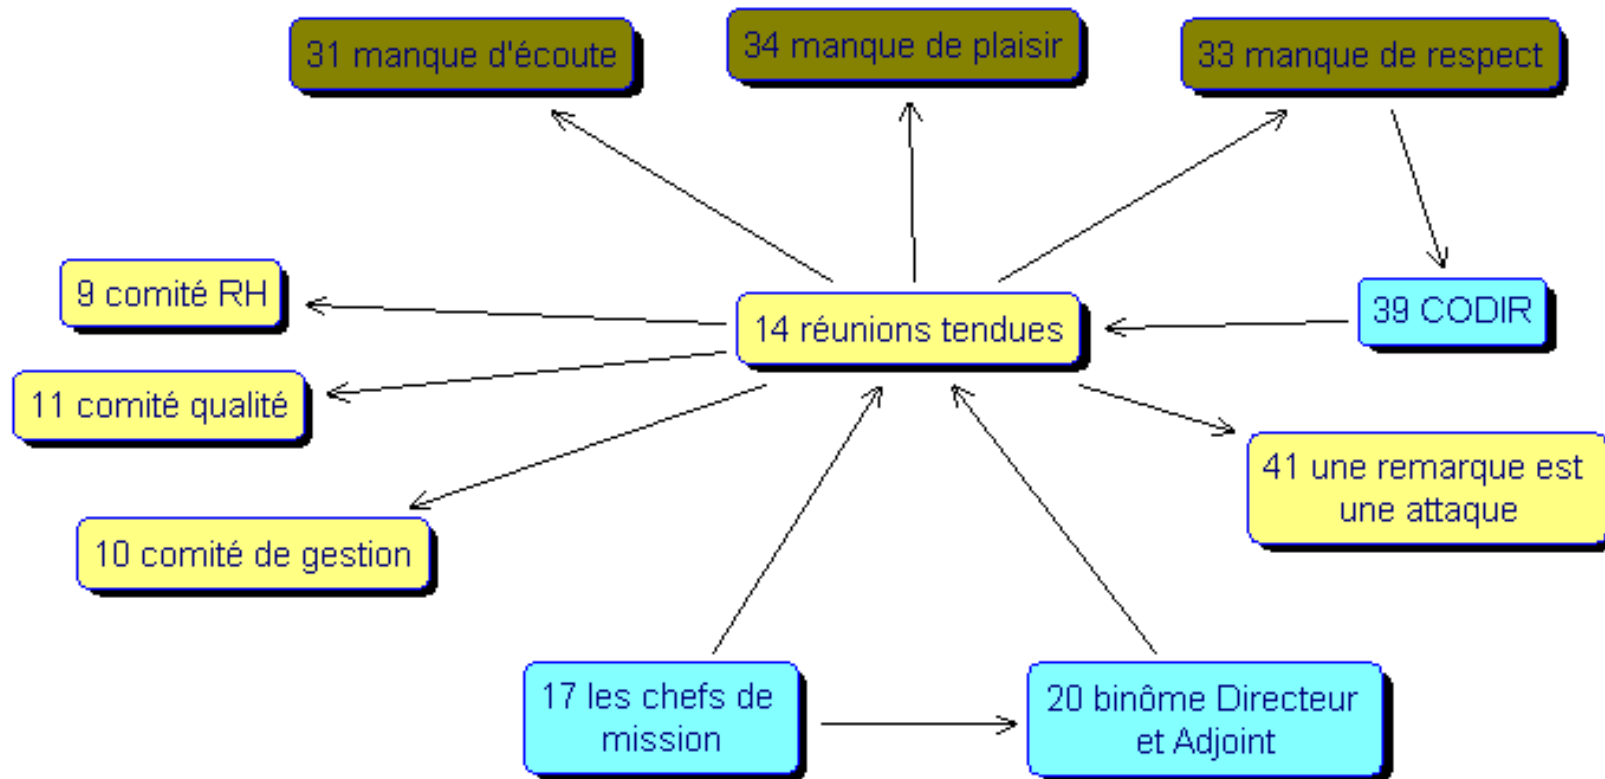 31 manque d'écoute
34 manque de plaisir
33 manque de respect
9 comité RH
14 réunions tendues
39 CODIR
11 comité qualité
41 une remarque est
une attaque
10 comité de gestion
17 les chefs de
mission
20 binôme Directeur
et Adjoint